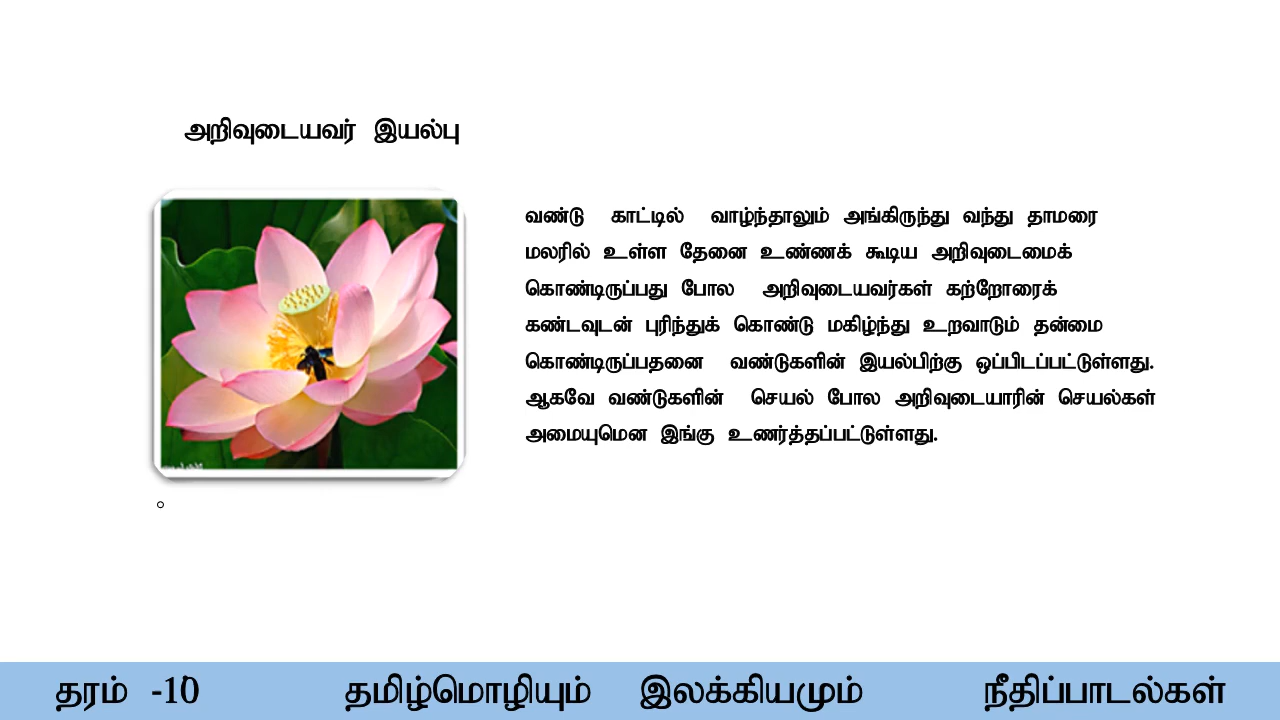 அறிவுடையவர் இயல்பு
வண்டு காட்டில் வாழ்ந்தாலும் அங்கிருந்து வந்து தாமரை
மலரில் உள்ள தேனை உண்ணக் கூடிய அறிவுடைமைக்
கொண்டிருப்பது போல அறிவுடையவர்கள் கற்றோரைக்
கண்டவுடன் புரிந்துக் கொண்டு மகிழ்ந்து உறவாடும் தன்மை
கொண்டிருப்பதனை வண்டுகளின் இயல்பிற்கு ஒப்பிடப்பட்டுள்ளது.
ஆகவே வண்டுகளின் செயல் போல அறிவுடையாரின் செயல்கள்
அமையுமென இங்கு உணர்த்தப்பட்டுள்ளது.
தரம் -10 தமிழ்மொழியும் இலக்கியமும் நீதிப்பாடல்கள்